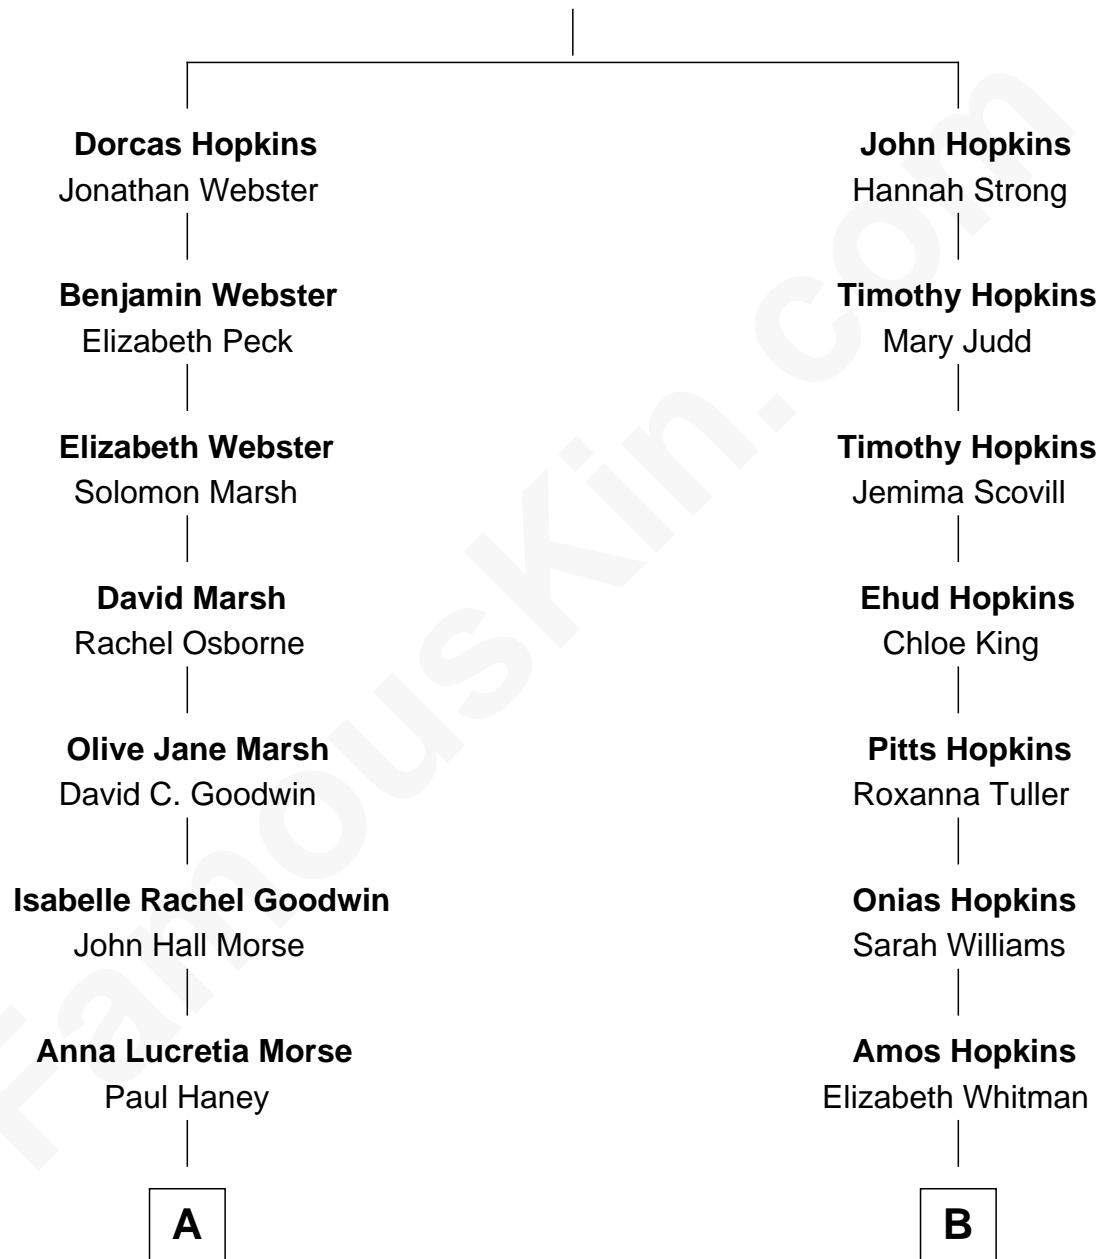 Dorcas Hopkins
Jonathan Webster
John Hopkins
Hannah Strong
Benjamin Webster
Elizabeth Peck
Timothy Hopkins
Mary Judd
Elizabeth Webster
Solomon Marsh
Timothy Hopkins
Jemima Scovill
David Marsh
Rachel Osborne
Ehud Hopkins
Chloe King
Olive Jane Marsh
David C. Goodwin
Pitts Hopkins
Roxanna Tuller
Isabelle Rachel Goodwin
John Hall Morse
Onias Hopkins
Sarah Williams
Anna Lucretia Morse
Paul Haney
Amos Hopkins
Elizabeth Whitman
A
B
FamousKin.com